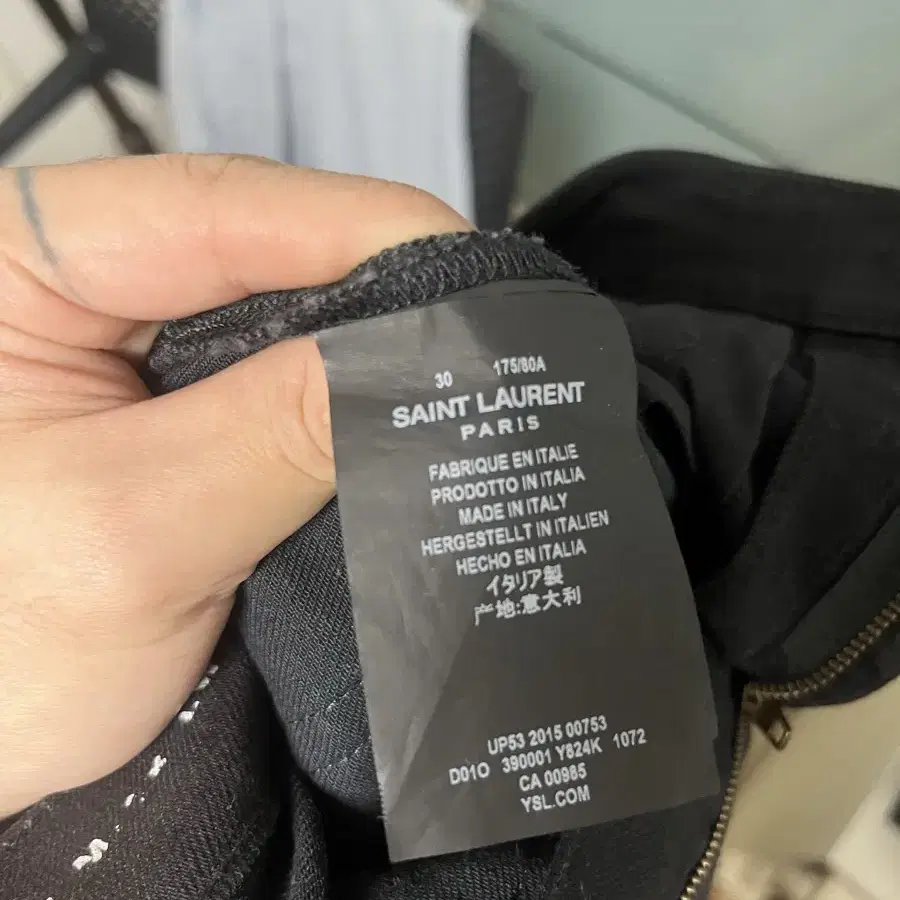 30 175/80A
SAINT LAURENT
PARIS
FABRIQUE EN ITALIE
PRODOTTO IN ITALIA
MADE IN ITALY
HERGESTELLT IN ITALIEN
HECHO EN ITALIA
イタリア製
产地:意大利
UP53 2015 00753
D01O 390001 Y824K 1072
CA 00985
YSL.COM